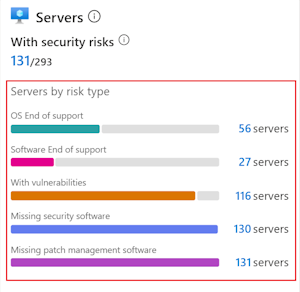 Servers
With security risks
131/293
Servers by risk type
OS End of support
56 servers
Software End of support
27 servers
With vulnerabilities
116 servers
Missing security software
130 servers
Missing patch management software
131 servers